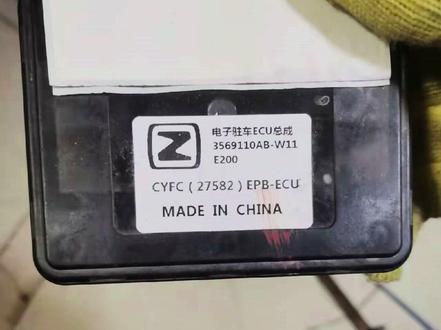 电子驻车ECU总成
3569110AB-W11
E200
CYFC ( 27582 ) EPB-ECU
MADE IN CHINA